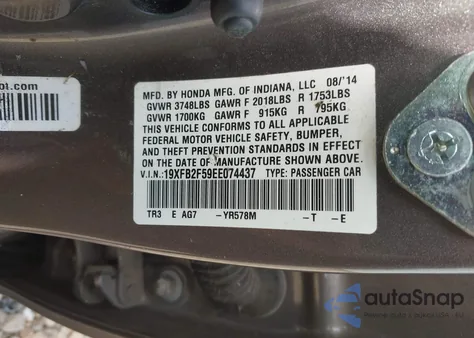 bl.com
MFD. BY HONDA MFG. OF INDIANA, LLC 08/'14
GVWR 3748LBS GAWR F 2018LBS R 1753LBS
GVWR 1700KG GAWR F 915KG R 795KG
THIS VEHICLE CONFORMS TO ALL APPLICABLE
FEDERAL MOTOR VEHICLE SAFETY, BUMPER,
AND THEFT PREVENTION STANDARDS IN EFFECT
ON THE DATE OF MANUFACTURE SHOWN ABOVE.
V.I.N.: 19XFB2F59EE074437 TYPE: PASSENGER CAR
TR3 E AG7 -YR578M -T -E
autoSnap